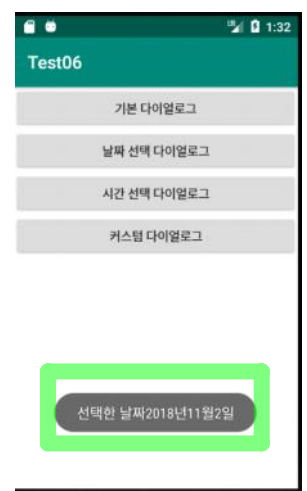 1:32
Test06
기본 다이얼로그
날짜 선택 다이얼로그
시간 선택 다이얼로그
커스텀 다이얼로그
선택한 날짜2018년11월2일